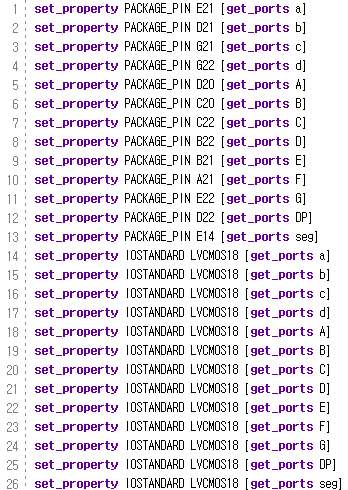 1 set_property PACKAGE_PIN E21 [get_ports a]
2 set_property PACKAGE_PIN D21 [get_ports b]
3 set_property PACKAGE_PIN G21 [get_ports c]
4 set_property PACKAGE_PIN G22 [get_ports d]
5 set_property PACKAGE_PIN D20 [get_ports A]
6 set_property PACKAGE_PIN C20 [get_ports B]
7 set_property PACKAGE_PIN C22 [get_ports C]
8 set_property PACKAGE_PIN B22 [get_ports D]
9 set_property PACKAGE_PIN B21 [get_ports E]
10 set_property PACKAGE_PIN A21 [get_ports F]
11 set_property PACKAGE_PIN E22 [get_ports G]
12 set_property PACKAGE_PIN D22 [get_ports DP]
13 set_property PACKAGE_PIN E14 [get_ports seg]
14 set_property IOSTANDARD LVCMOS18 [get_ports a]
15 set_property IOSTANDARD LVCMOS18 [get_ports b]
16 set_property IOSTANDARD LVCMOS18 [get_ports c]
17 set_property IOSTANDARD LVCMOS18 [get_ports d]
18 set_property IOSTANDARD LVCMOS18 [get_ports A]
19 set_property IOSTANDARD LVCMOS18 [get_ports B]
20 set_property IOSTANDARD LVCMOS18 [get_ports C]
21 set_property IOSTANDARD LVCMOS18 [get_ports D]
22 set_property IOSTANDARD LVCMOS18 [get_ports E]
23 set_property IOSTANDARD LVCMOS18 [get_ports F]
24 set_property IOSTANDARD LVCMOS18 [get_ports G]
25 set_property IOSTANDARD LVCMOS18 [get_ports DP]
26 set_property IOSTANDARD LVCMOS18 [get_ports seg]